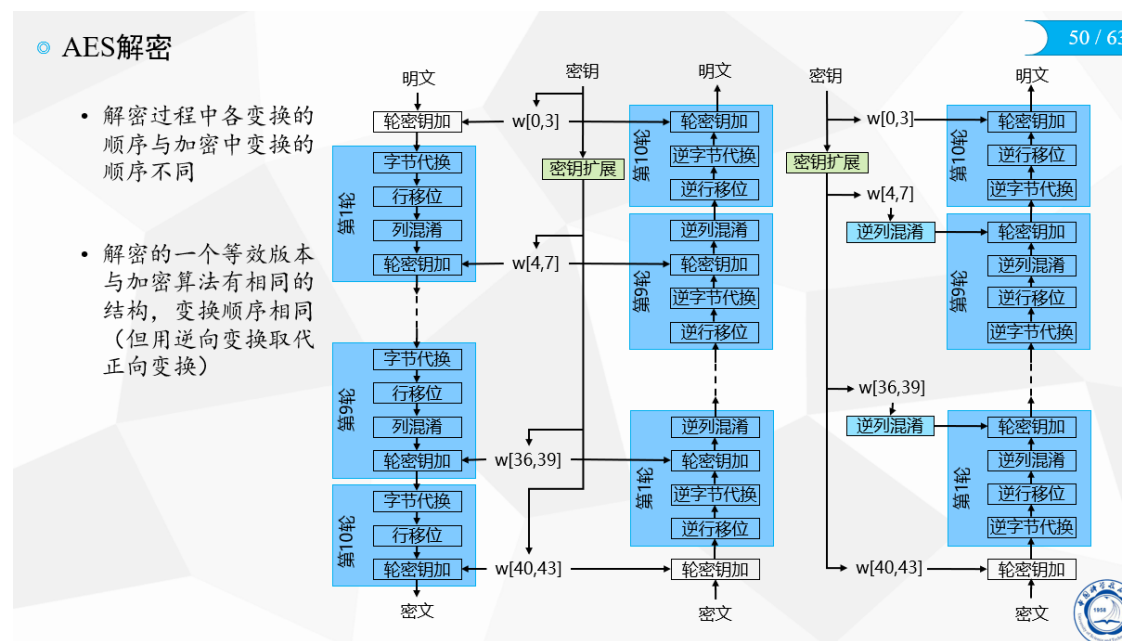 AES解密
50 / 63
• 解密过程中各变换的
顺序与加密中变换的
顺序不同
• 解密的一个等效版本
与加密算法有相同的
结构，变换顺序相同
（但用逆向变换取代
正向变换）
明文
轮密钥加
第1轮
字节代换
行移位
列混淆
轮密钥加
第9轮
字节代换
行移位
列混淆
轮密钥加
第10轮
字节代换
行移位
轮密钥加
密文
密钥
w[0,3]
密钥扩展
w[4,7]
w[36,39]
w[40,43]
明文
第10轮
轮密钥加
逆字节代换
逆行移位
第9轮
逆列混淆
轮密钥加
逆字节代换
逆行移位
第1轮
逆列混淆
轮密钥加
逆字节代换
逆行移位
轮密钥加
密文
密钥
w[0,3]
密钥扩展
w[4,7]
逆列混淆
w[36,39]
逆列混淆
w[40,43]
明文
第10轮
轮密钥加
逆行移位
逆字节代换
第9轮
轮密钥加
逆列混淆
逆行移位
逆字节代换
第1轮
轮密钥加
逆列混淆
逆行移位
逆字节代换
轮密钥加
密文
1958